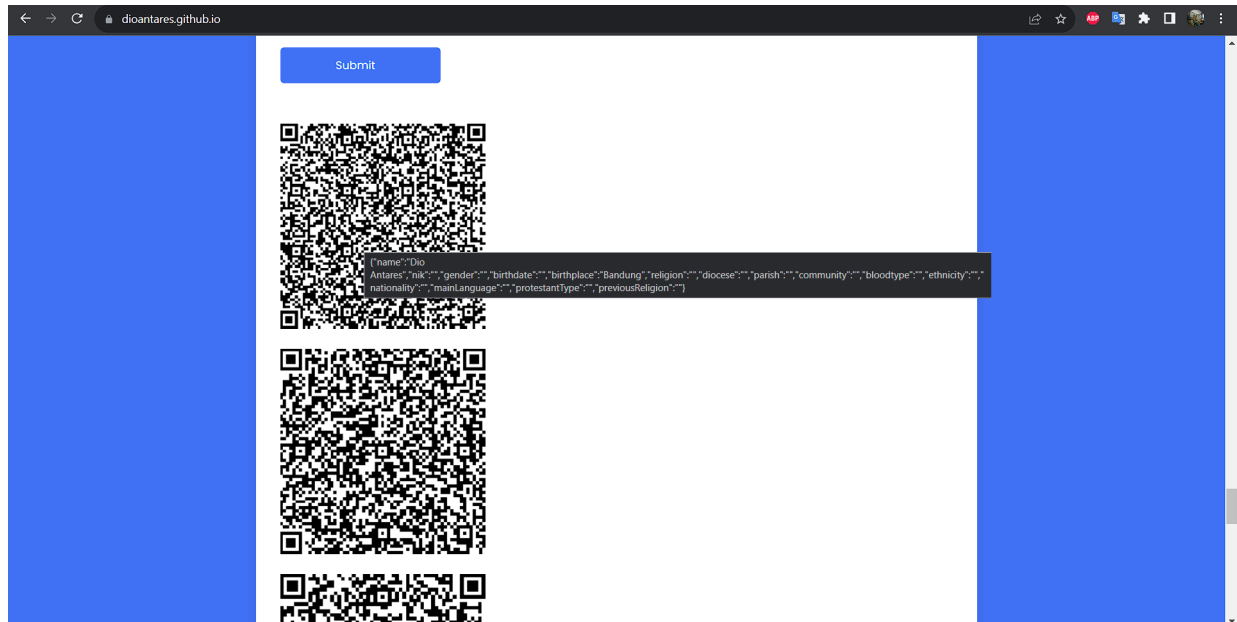 dioantares.github.io
ABP
Submit
{"name":"Dio
Antares","nik":"","gender":"","birthdate":"","birthplace":"Bandung","religion":"","diocese":"","parish":"","community":"","bloodtype":"","ethnicity":"","
nationality":"","mainLanguage":"","protestantType":"","previousReligion":""}